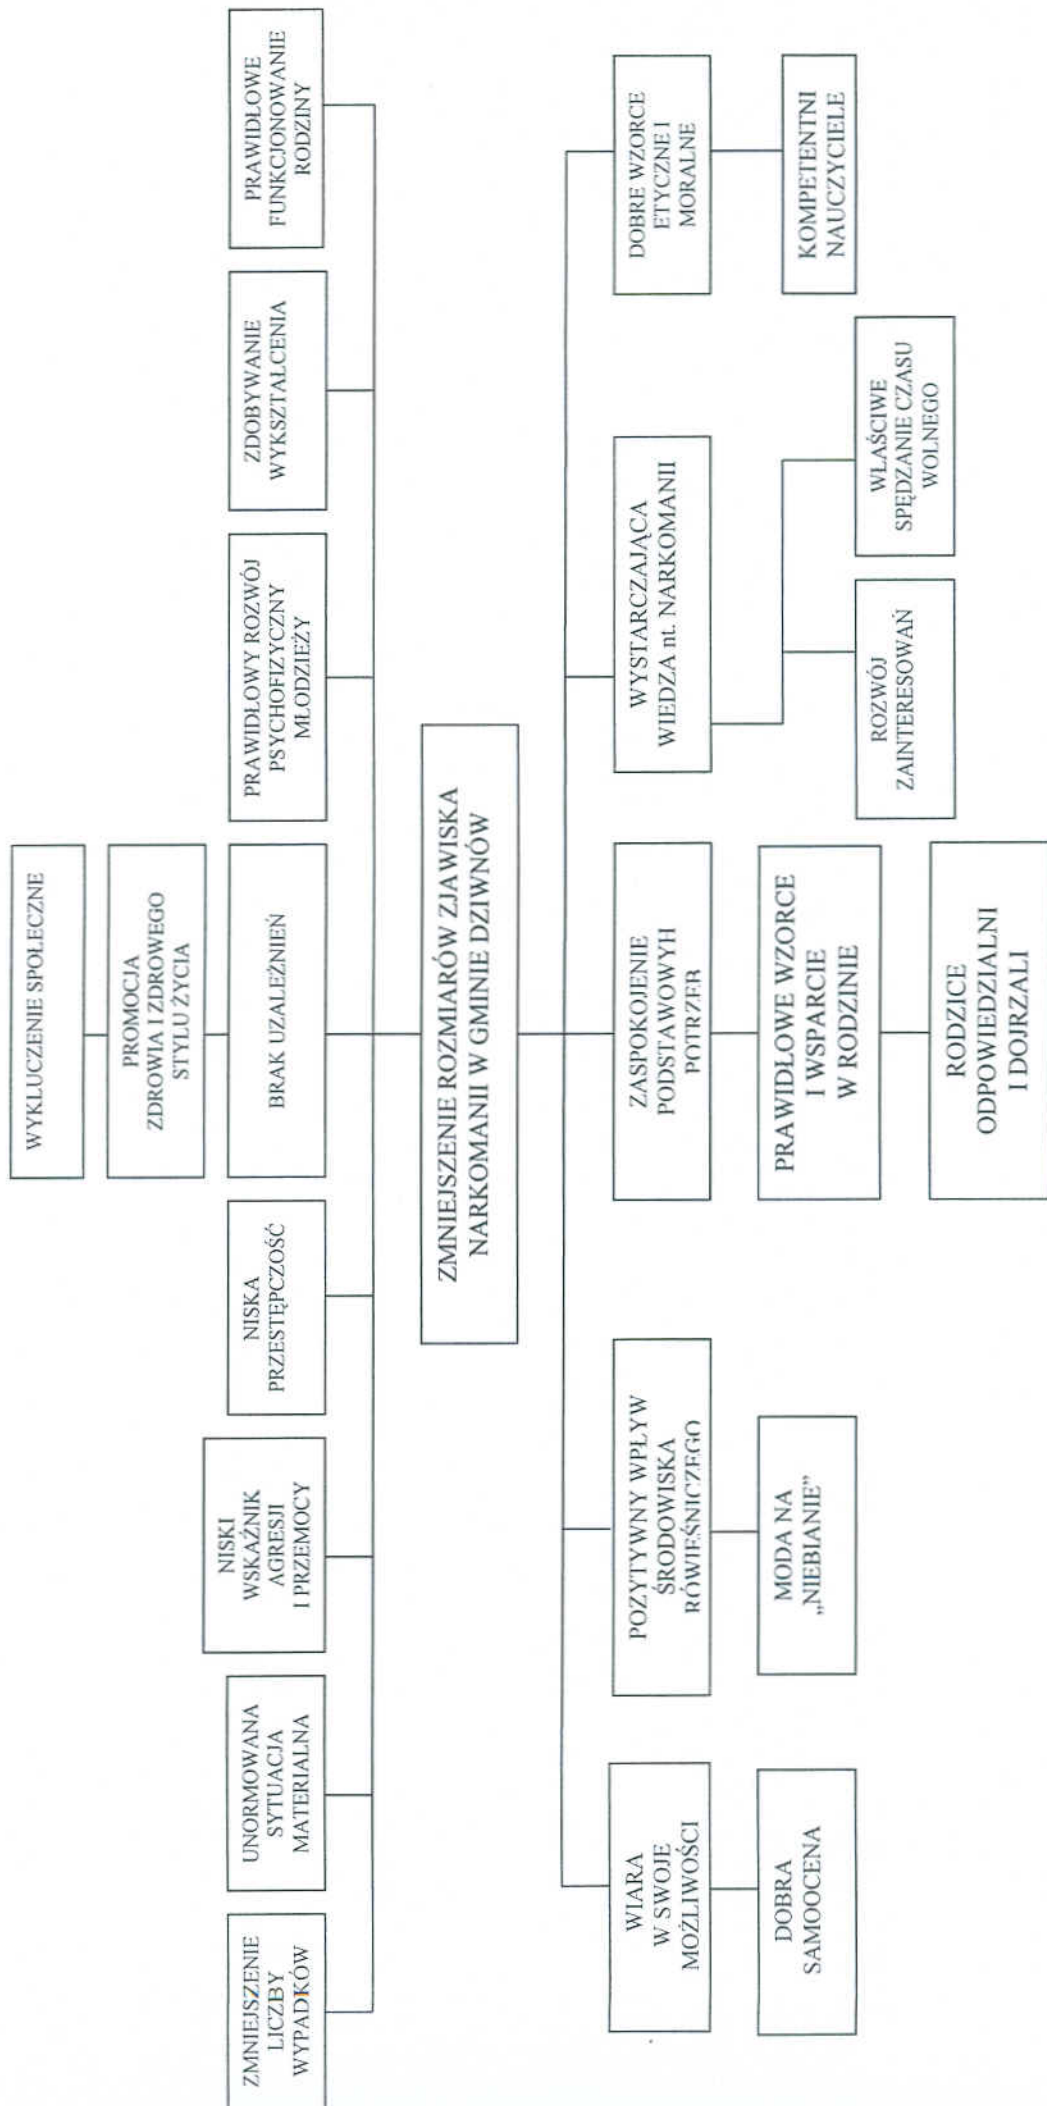 WYKLUCZENIE SPOŁECZNE
PROMOCJA
ZDROWIA I ZDROWEGO
STYLU ŻYCIA
ZMNIEJSZENIE
LICZBY
WYPADKÓW
UNORMOWANA
SYTUACJA
MATERIALNA
NISKI
WSKAŹNIK
AGRESJI
I PRZEMOCY
NISKA
PRZESTĘPCZOŚĆ
BRAK UZALEŻNIEŃ
PRAWIDŁOWY ROZWÓJ
PSYCHOFIZYCZNY
MŁODZIEŻY
ZDOBYWANIE
WYKSZTAŁCENIA
PRAWIDŁOWE
FUNKCJONOWANIE
RODZINY
ZMNIEJSZENIE ROZMIARÓW ZJAWISKA
NARKOMANII W GMINIE DZIWNÓW
WIARA
W SWOJE
MOŻLIWOŚCI
POZYTYWNY WPŁYW
ŚRODOWISKA
RÓWIEŚNICZEGO
ZASPOKOJENIE
PODSTAWOWYH
POTRZEB
WYSTARCZAJĄCA
WIEDZA nt. NARKOMANII
DOBRE WZORCE
ETYCZNE I
MORALNE
DOBRA
SAMOOCENA
MODA NA
„NIEBIANIE”
PRAWIDŁOWE WZORCE
I WSPARCIE
W RODZINIE
KOMPETENTNI
NAUCZYCIELE
ROZWÓJ
ZAINTERESOWAŃ
WŁAŚCIWE
SPĘDZANIE CZASU
WOLNEGO
RODZICE
ODPOWIEDZIALNI
I DOJRZALI